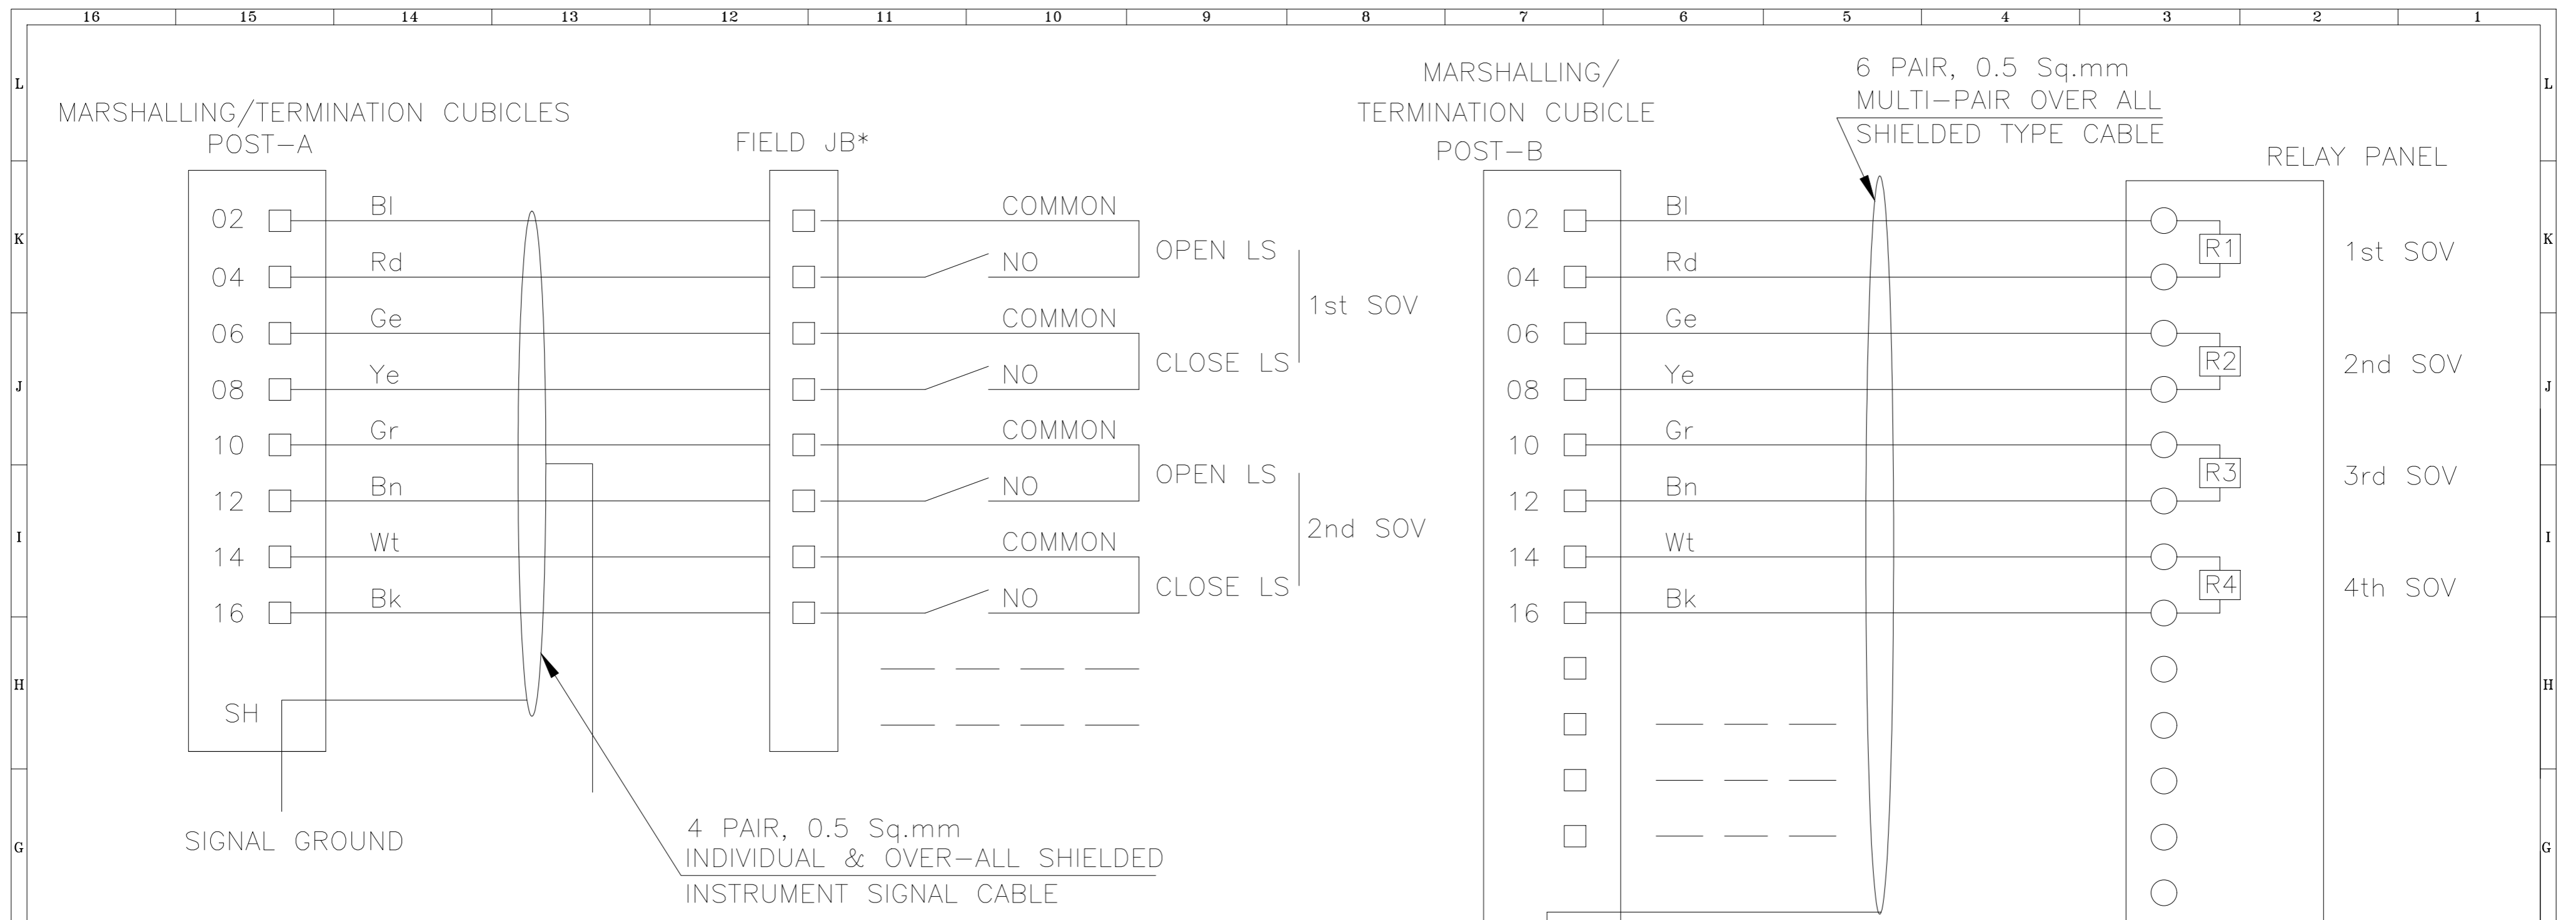 16 15 14 13 12 11 10 9 8 7 6 5 4 3 2 1
L
K
J
I
H
G
MARSHALLING/TERMINATION CUBICLES
POST-A
FIELD JB*
02 Bl COMMON
OPEN LS
04 Rd NO
1st SOV
06 Ge COMMON
CLOSE LS
08 Ye NO
10 Gr COMMON
OPEN LS
12 Bn NO
2nd SOV
14 Wt COMMON
CLOSE LS
16 Bk NO
SH
SIGNAL GROUND
4 PAIR, 0.5 Sq.mm
INDIVIDUAL & OVER-ALL SHIELDED
INSTRUMENT SIGNAL CABLE
MARSHALLING/
TERMINATION CUBICLE
POST-B
6 PAIR, 0.5 Sq.mm
MULTI-PAIR OVER ALL
SHIELDED TYPE CABLE
RELAY PANEL
02 Bl
R1 1st SOV
04 Rd
06 Ge
R2 2nd SOV
08 Ye
10 Gr
R3 3rd SOV
12 Bn
14 Wt
R4 4th SOV
16 Bk
L
K
J
I
H
G